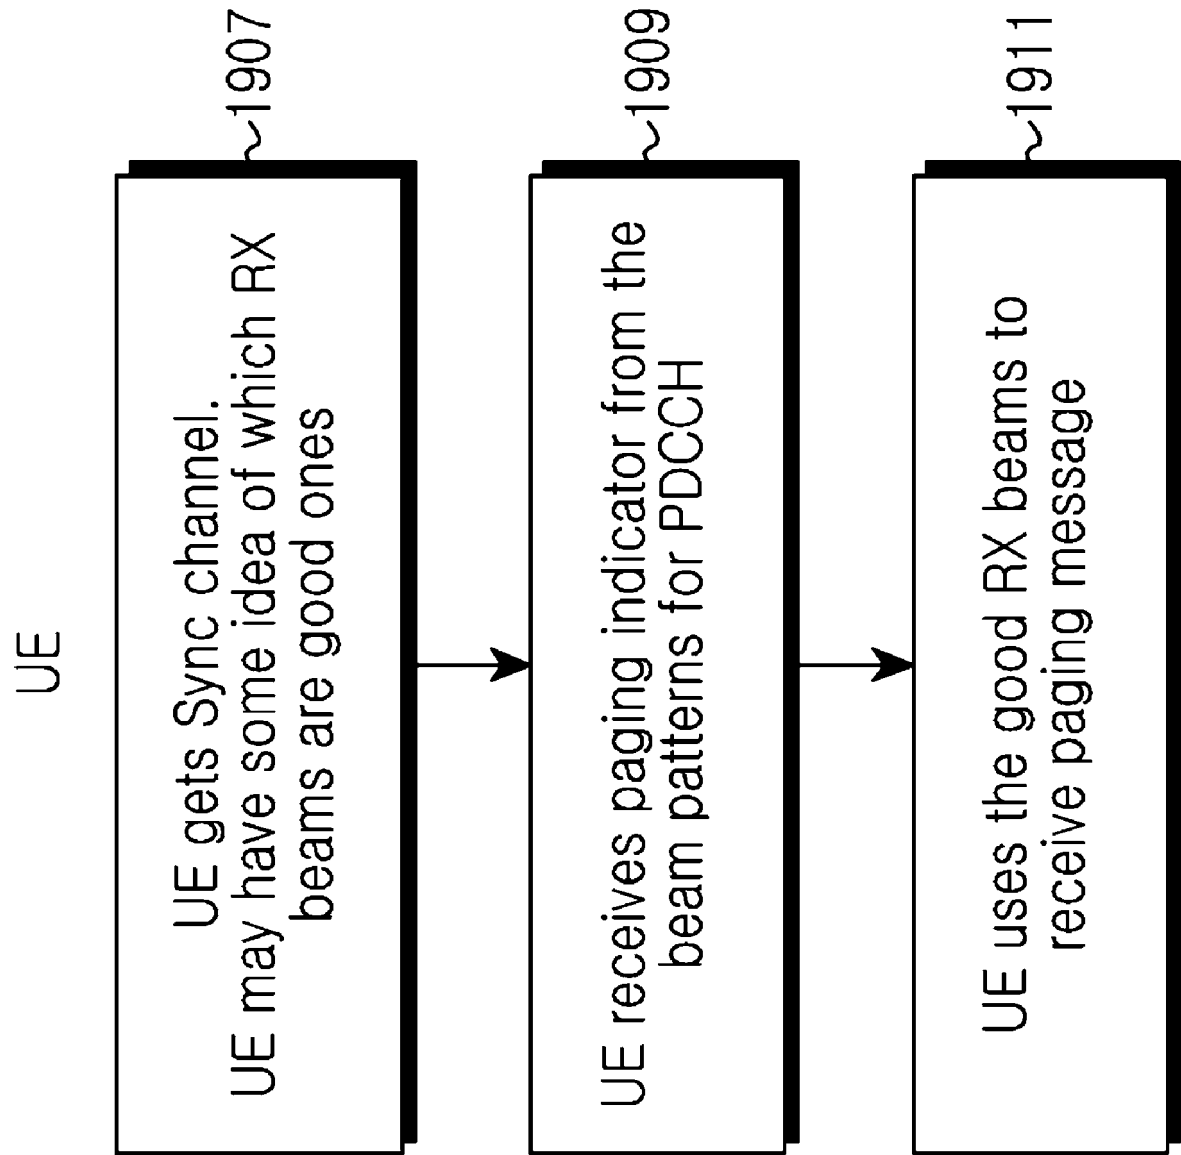 UE
UE gets Sync channel.
UE may have some idea of which RX
beams are good ones
1907
UE receives paging indicator from the
beam patterns for PDCCH
1909
UE uses the good RX beams to
receive paging message
1911